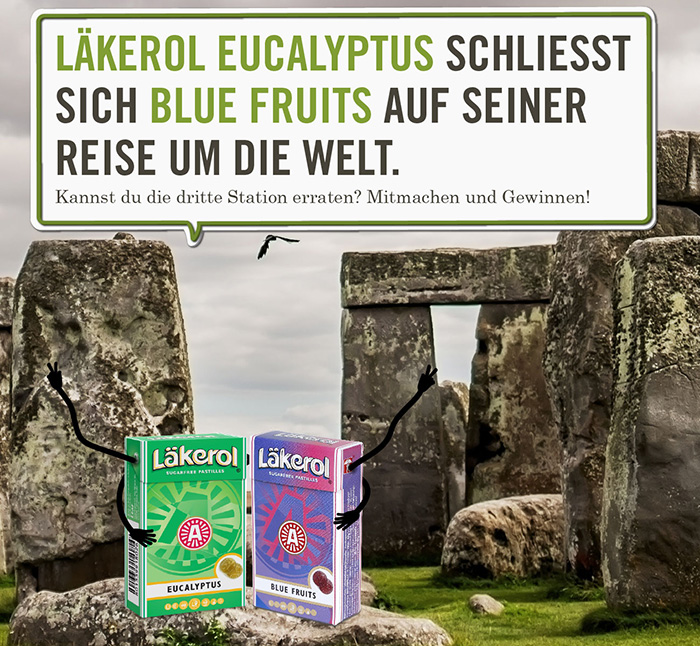 LÄKEROL EUCALYPTUS SCHLIESST
SICH BLUE FRUITS AUF SEINER
REISE UM DIE WELT.
Kannst du die dritte Station erraten? Mitmachen und Gewinnen!
Läkerol
SUGARFREE PASTILLES
A
EUCALYPTUS
Läkerol
SUGARFREE PASTILLES
A
BLUE FRUITS